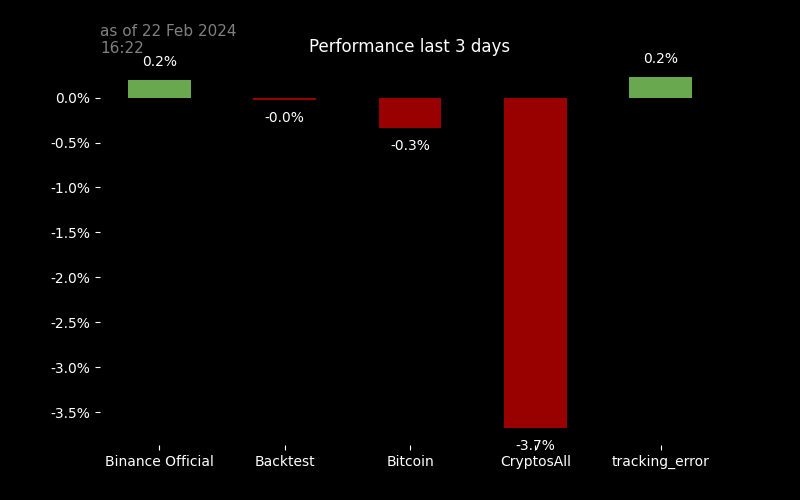 as of 22 Feb 2024
16:22
Performance last 3 days
0.2%
0.2%
0.0%
-0.0%
-0.3%
-0.5%
-1.0%
-1.5%
-2.0%
-2.5%
-3.0%
-3.5%
-3.7%
Binance Official
Backtest
Bitcoin
CryptosAll
tracking_error